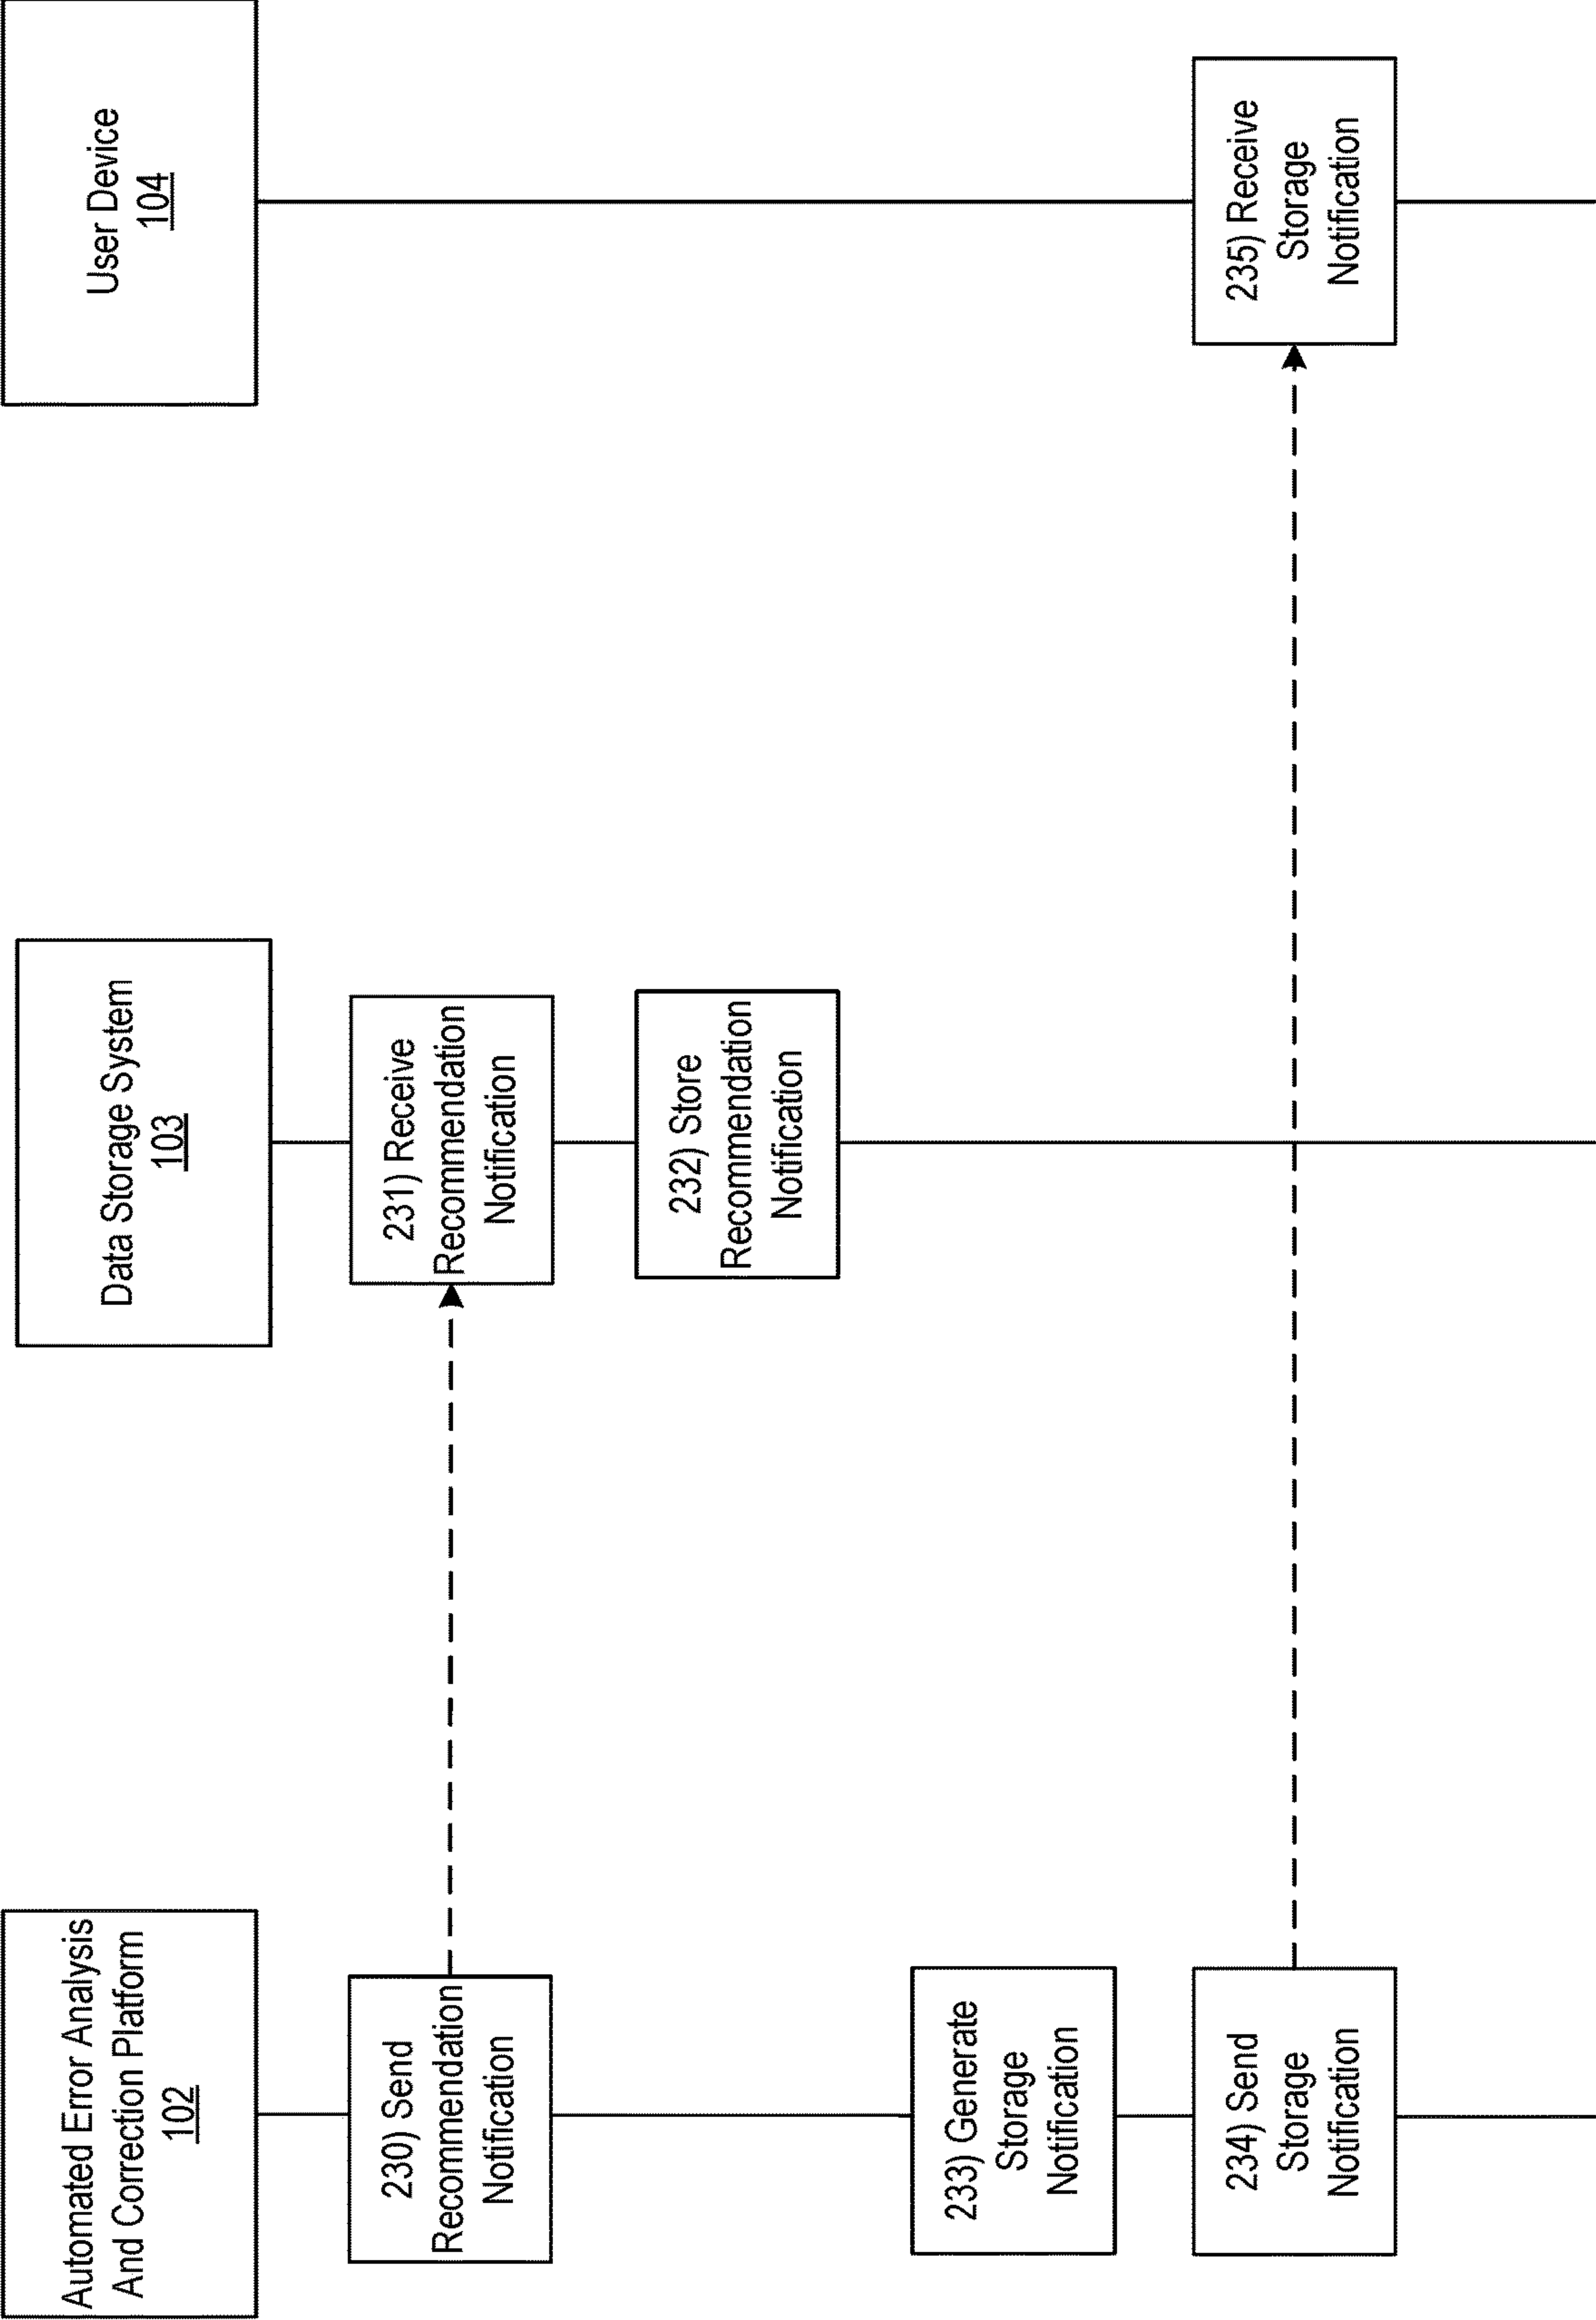 Automated Error Analysis
And Correction Platform
102
Data Storage System
103
User Device
104
230) Send
Recommendation
Notification
231) Receive
Recommendation
Notification
232) Store
Recommendation
Notification
233) Generate
Storage
Notification
234) Send
Storage
Notification
235) Receive
Storage
Notification